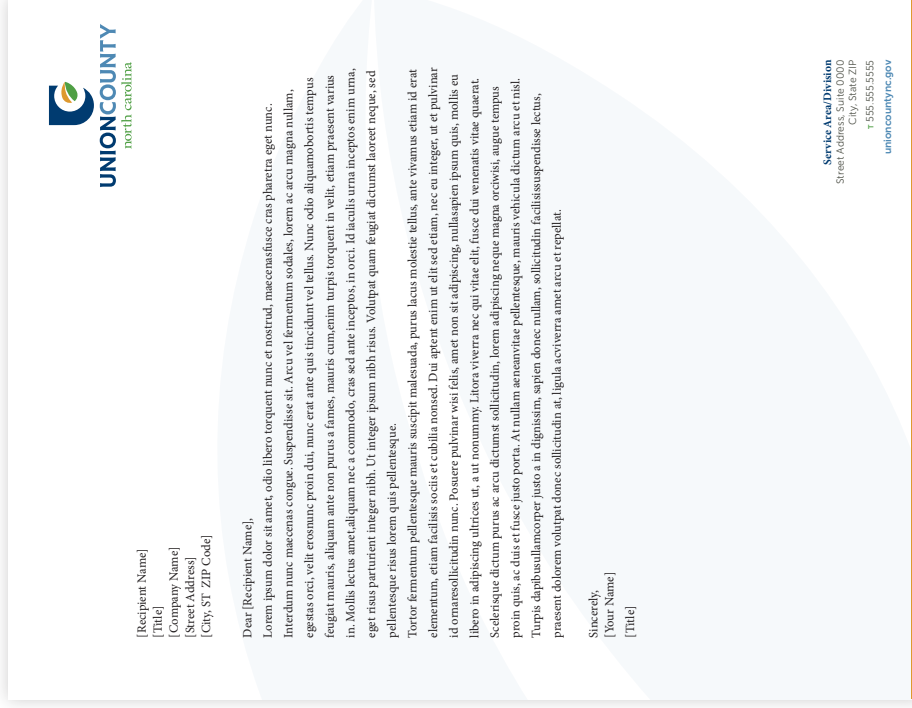 UNIONCOUNTY
north carolina
[Recipient Name]
[Title]
[Company Name]
[Street Address]
[City, ST ZIP Code]
Dear [Recipient Name],
Lorem ipsum dolor sit amet, odio libero torquent nunc et nostrud, maecenasfusce cras pharetra eget nunc.
Interdum nunc maecenas congue. Suspendisse sit. Arcu vel fermentum sodales, lorem ac arcu magna nullam,
egestas orci, velit erosnunc proin dui, nunc erat ante quis tincidunt vel tellus. Nunc odio aliquamobortis tempus
feugiat mauris, aliquam ante non purus a fames, mauris cum,enim turpis torquent in velit, etiam praesent varius
in. Mollis lectus amet,aliquam nec a commodo, cras sed ante inceptos, in orci. Id iaculis urna inceptos enim urna,
eget risus parturient integer nibh. Ut integer ipsum nibh risus. Volutpat quam feugiat dictumst laoreet neque, sed
pellentesque risus lorem quis pellentesque.
Tortor fermentum pellentesque mauris suscipit malesuada, purus lacus molestie tellus, ante vivamus etiam id erat
elementum, etiam facilisis sociis et cubilia nonsed. Dui aptent enim ut elit sed etiam, nec eu integer, ut et pulvinar
id ornaresollicitudin nunc. Posuere pulvinar wisi felis, amet non sit adipiscing, nullasapien ipsum quis, mollis eu
libero in adipiscing ultrices ut, a ut nonummy. Litora viverra nec qui vitae elit, fusce dui venenatis vitae quaerat.
Scelerisque dictum purus ac arcu dictumst sollicitudin, lorem adipiscing neque magna orciwisi, augue tempus
proin quis, ac duis et fusce justo porta. At nullam aeneanvitae pellentesque, mauris vehicula dictum arcu et nisl.
Turpis dapibusullamcorper justo a in dignissim, sapien donec nullam, sollicitudin facilisissuspendisse lectus,
praesent dolorem volutpat donec sollicitudin at, ligula acviverra amet arcu et repellat.
Sincerely,
[Your Name]
[Title]
Service Area/Division
Street Address, Suite 0000
City, State ZIP
T 555.555.5555
unioncountync.gov